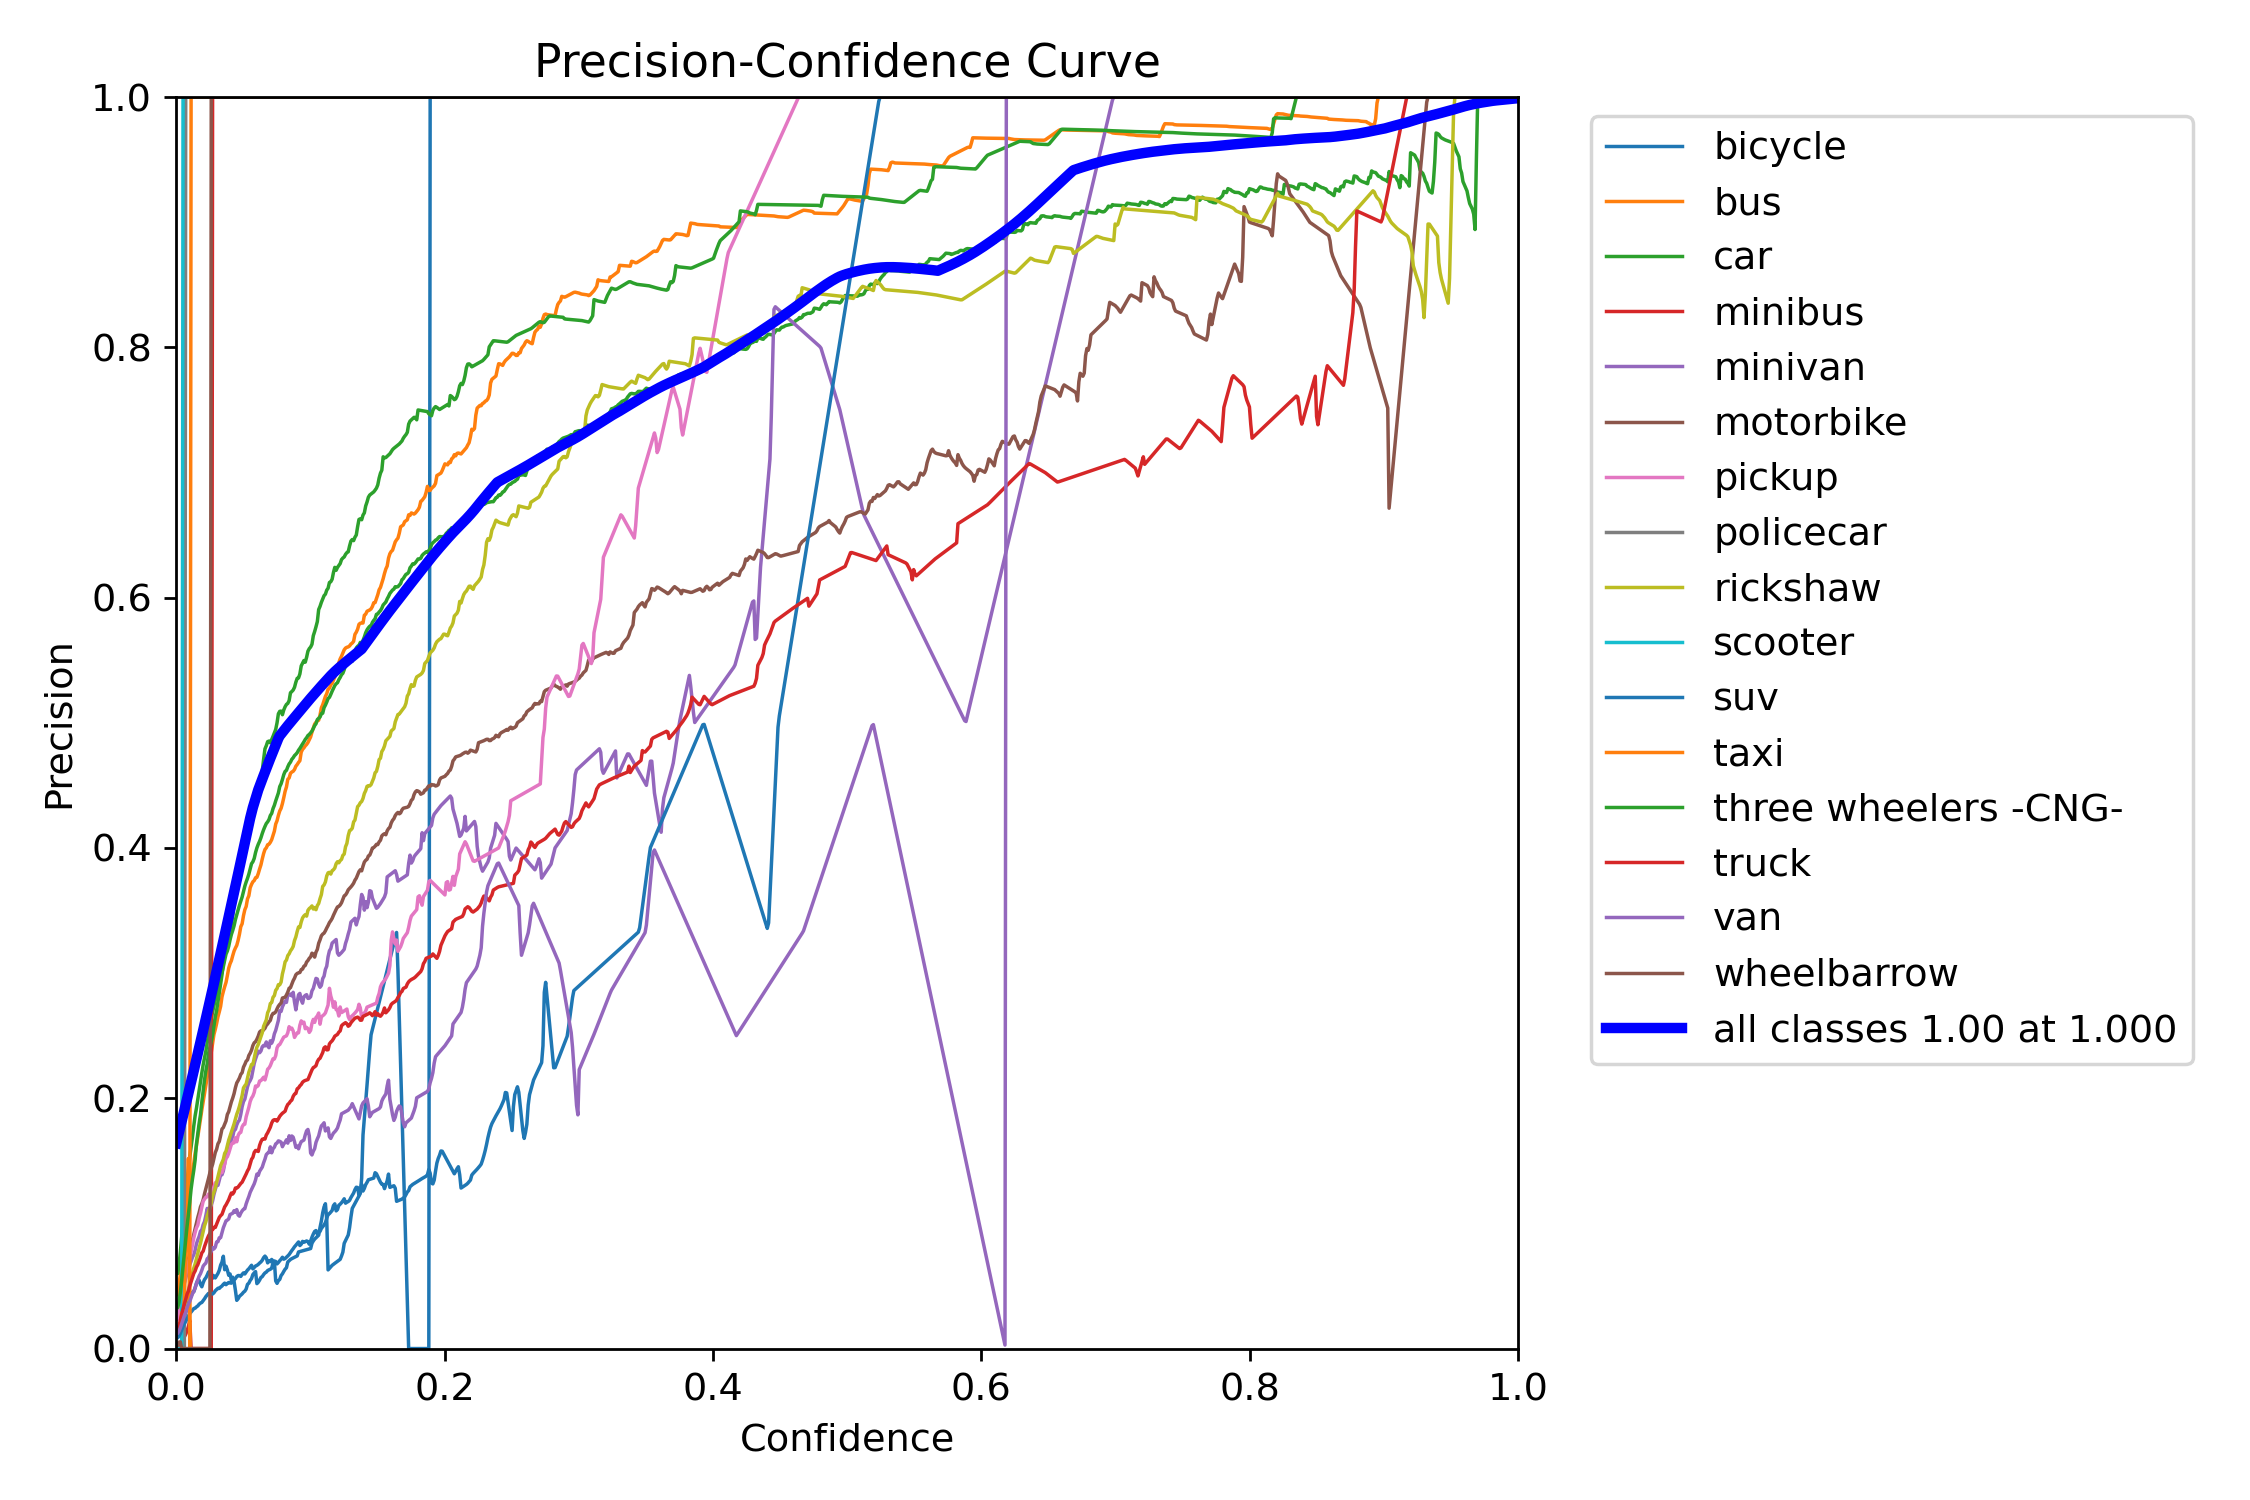 Precision-Confidence Curve
1.0
0.8
0.6
0.4
0.2
0.0
Precision
0.0 0.2 0.4 0.6 0.8 1.0
Confidence
bicycle
bus
car
minibus
minivan
motorbike
pickup
policecar
rickshaw
scooter
suv
taxi
three wheelers -CNG-
truck
van
wheelbarrow
all classes 1.00 at 1.000